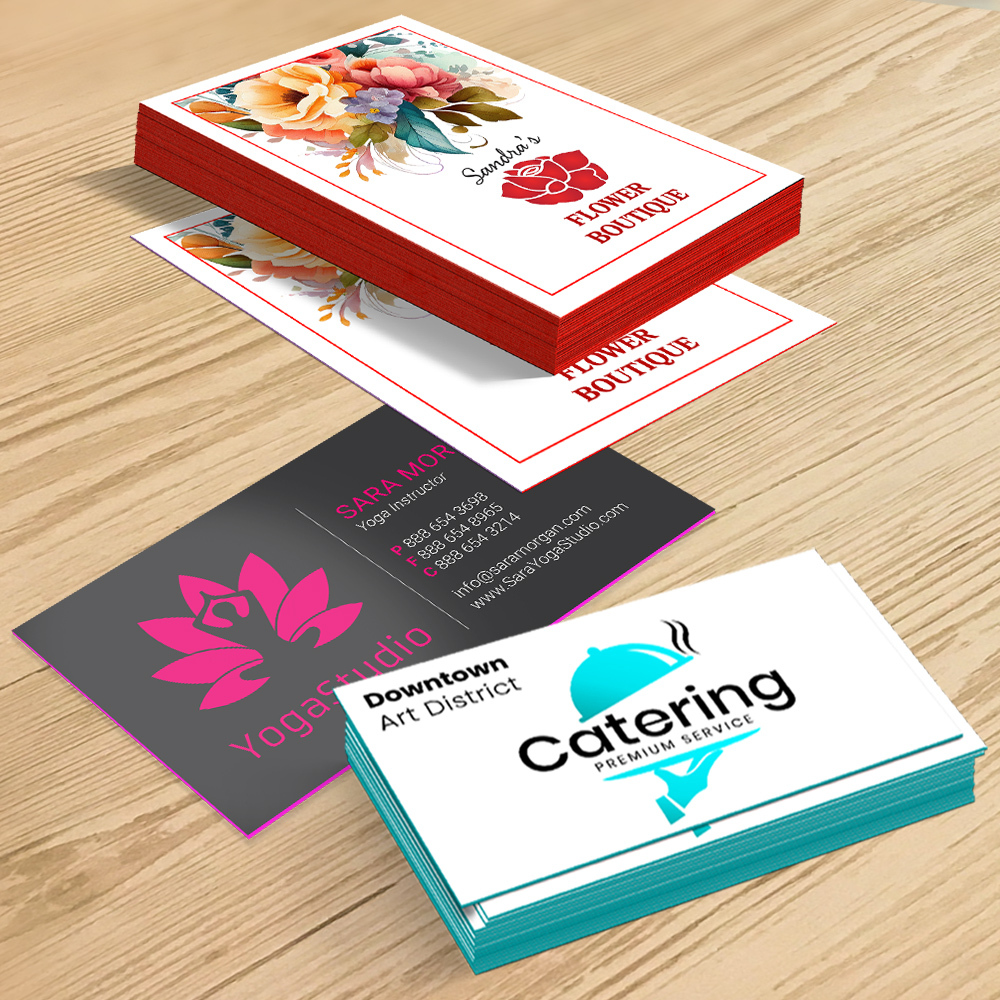 Sandra's
FLOWER
BOUTIQUE
FLOWER
BOUTIQUE
SARA MOR
Yoga Instructor
P 888 654 3698
F 888 654 8965
C 888 654 3214
info@saramorgan.com
www.SaraYogaStudio.com
YogaStudio
Downtown
Art District
Catering
PREMIUM SERVICE